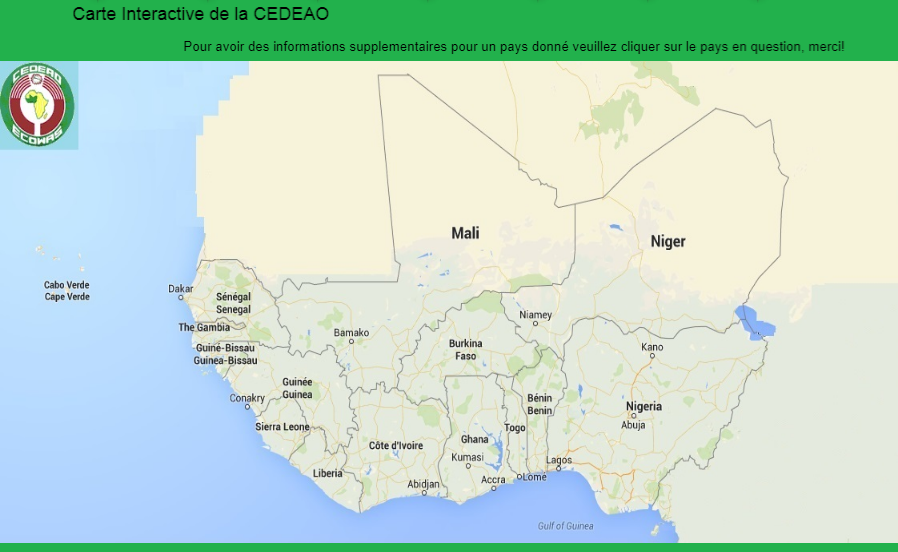 Carte Interactive de la CEDEAO
Pour avoir des informations supplementaires pour un pays donné veuillez cliquer sur le pays en question, merci!
CEDEAO
ECOWAS
Mali
Niger
Cabo Verde
Cape Verde
Dakar
Sénégal
Senegal
The Gambia
Guiné-Bissau
Guinea-Bissau
Bamako
Niamey
Burkina
Faso
Kano
Guinée
Guinea
Conakry
Bénin
Benin
Nigeria
Abuja
Sierra Leone
Togo
Côte d'Ivoire
Ghana
Kumasi
Lagos
Liberia
Abidjan
Accra
Lome
Gulf of Guinea